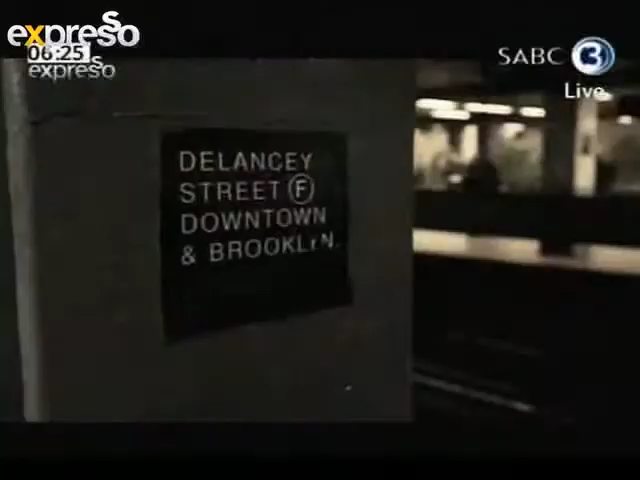 expresso
06:25
expresso
SABC 3
Live
DELANCEY
STREET Ⓕ
DOWNTOWN
& BROOKLYN.